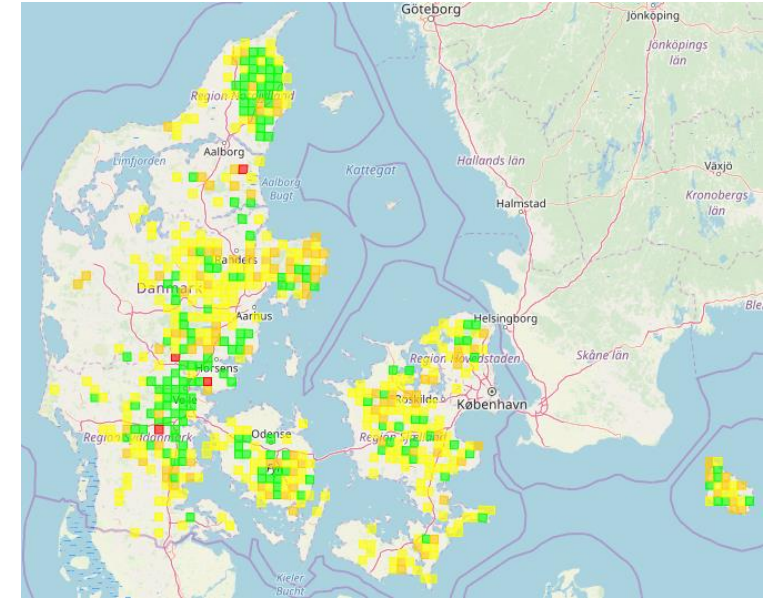 Göteborg
Jönköping
Jönköpings
län
Region Nordjylland
Aalborg
Limfjorden
Aalborg
Bugt
Kattegat
Hallands län
Växjö
Kronobergs
län
Halmstad
Randers
Danmark
Aarhus
Helsingborg
Region Hovedstaden
Skåne län
Horsens
Vejle
Roskilde
København
Odense
Region Syddanmark
Region Sjælland
Fyn
Kieler
Bucht